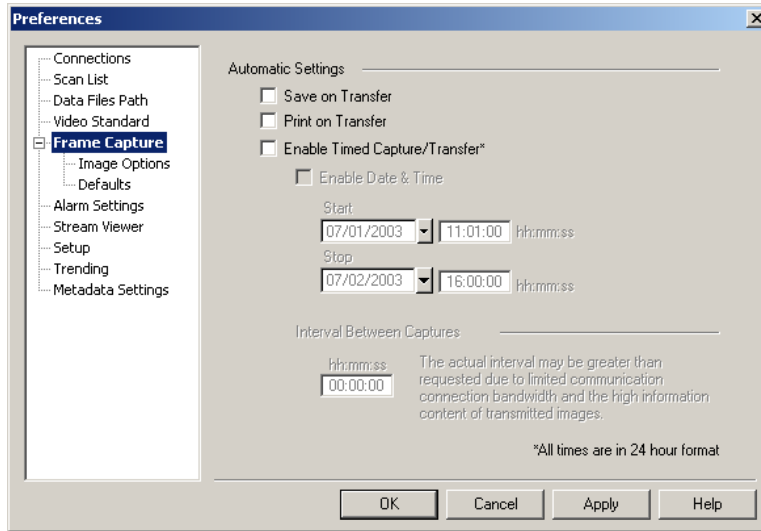 Preferences
Connections
Scan List
Data Files Path
Video Standard
Frame Capture
Image Options
Defaults
Alarm Settings
Stream Viewer
Setup
Trending
Metadata Settings
Automatic Settings
Save on Transfer
Print on Transfer
Enable Timed Capture/Transfer*
Enable Date & Time
Start
07/01/2003 11:01:00 hh:mm:ss
Stop
07/02/2003 16:00:00 hh:mm:ss
Interval Between Captures
hh:mm:ss
00:00:00
The actual interval may be greater than
requested due to limited communication
connection bandwidth and the high information
content of transmitted images.
*All times are in 24 hour format
OK Cancel Apply Help